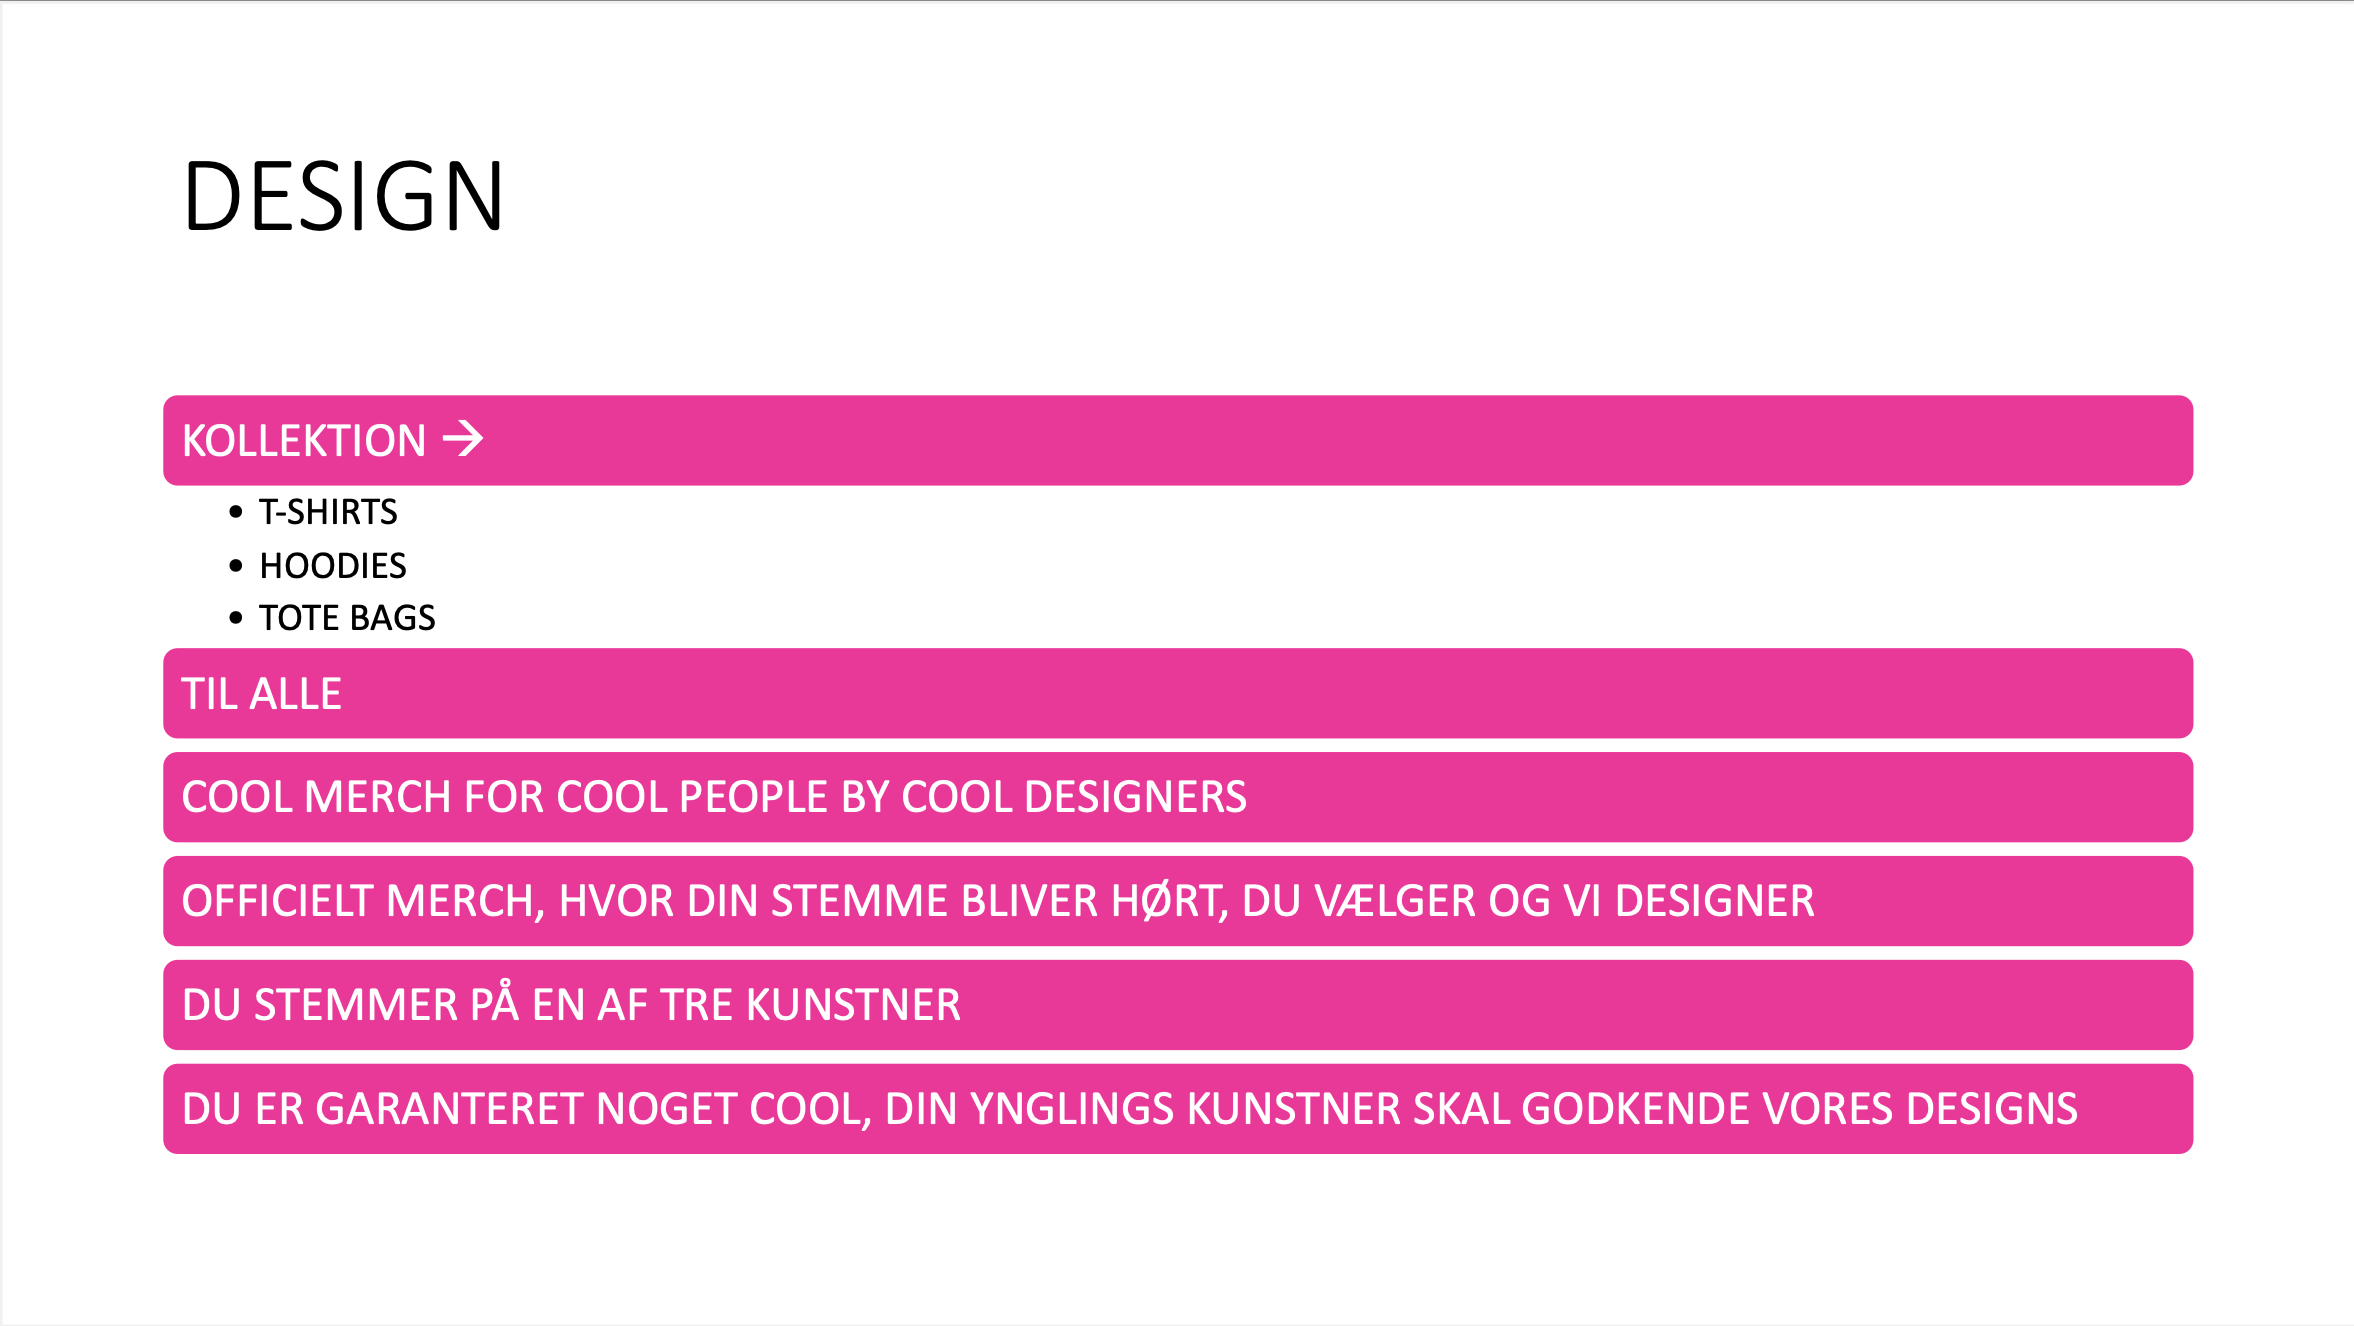 DESIGN
KOLLEKTION →
• T-SHIRTS
• HOODIES
• TOTE BAGS
TIL ALLE
COOL MERCH FOR COOL PEOPLE BY COOL DESIGNERS
OFFICIELT MERCH, HVOR DIN STEMME BLIVER HØRT, DU VÆLGER OG VI DESIGNER
DU STEMMER PÅ EN AF TRE KUNSTNER
DU ER GARANTERET NOGET COOL, DIN YNGLINGS KUNSTNER SKAL GODKENDE VORES DESIGNS